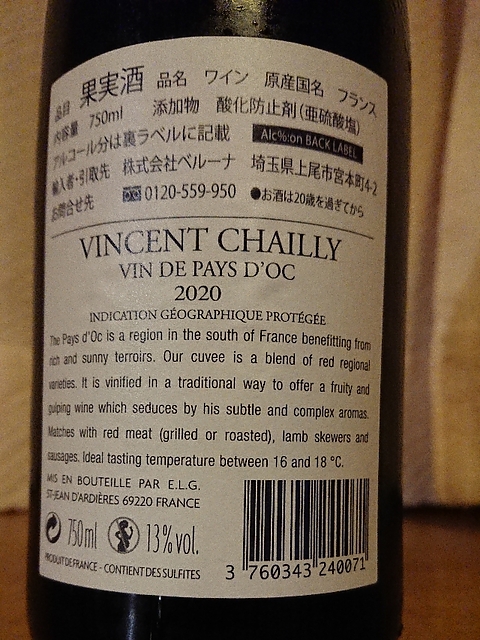 品目 果実酒 品名 ワイン 原産国名 フランス
内容量 750ml 添加物 酸化防止剤(亜硫酸塩)
アルコール分は裏ラベルに記載 Alc%:on BACK LABEL
輸入者・引取先 株式会社ベルーナ 埼玉県上尾市宮本町4-2
お問合せ先 0120-559-950 ●お酒は20歳を過ぎてから
VINCENT CHAILLY
VIN DE PAYS D'OC
2020
INDICATION GÉOGRAPHIQUE PROTÉGÉE
The Pays d'Oc is a region in the south of France benefitting from
rich and sunny terroirs. Our cuvee is a blend of red regional
varieties. It is vinified in a traditional way to offer a fruity and
gulping wine which seduces by his subtle and complex aromas.
Matches with red meat (grilled or roasted), lamb skewers and
sausages. Ideal tasting temperature between 16 and 18 °C.
MIS EN BOUTEILLE PAR E.L.G.
ST-JEAN D'ARDIÈRES 69220 FRANCE
750ml 13% vol.
PRODUIT DE FRANCE - CONTIENT DES SULFITES
3 760343 240071